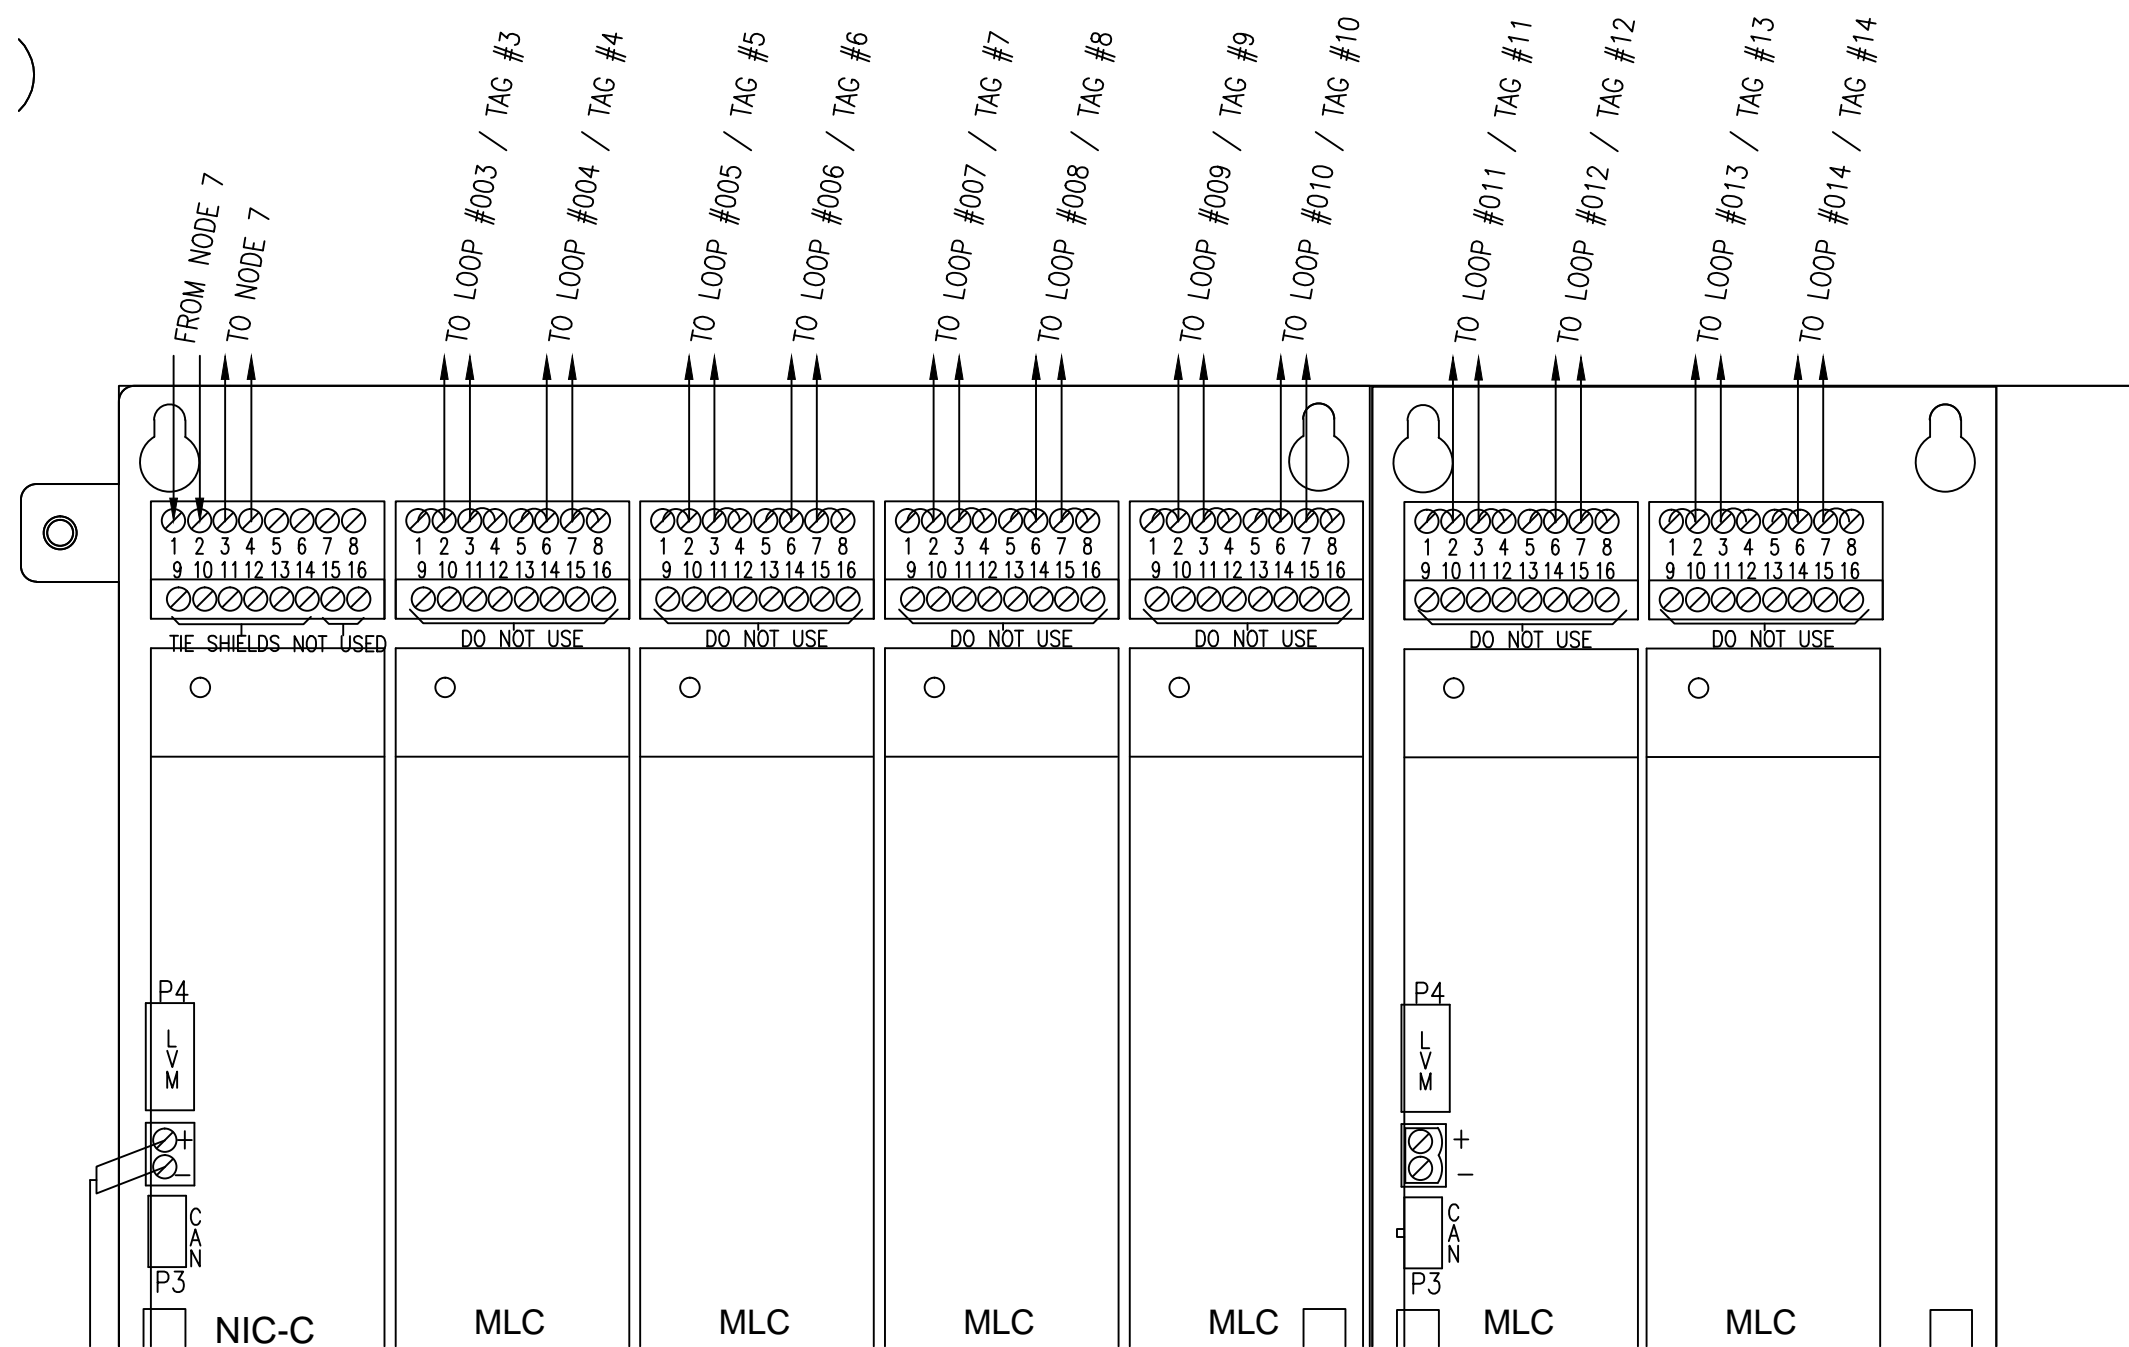 FROM NODE 7
TO NODE 7
TO LOOP #003 / TAG #3
TO LOOP #004 / TAG #4
TO LOOP #005 / TAG #5
TO LOOP #006 / TAG #6
TO LOOP #007 / TAG #7
TO LOOP #008 / TAG #8
TO LOOP #009 / TAG #9
TO LOOP #010 / TAG #10
TO LOOP #011 / TAG #11
TO LOOP #012 / TAG #12
TO LOOP #013 / TAG #13
TO LOOP #014 / TAG #14
1 2 3 4 5 6 7 8
9 10 11 12 13 14 15 16
TIE SHIELDS NOT USED
1 2 3 4 5 6 7 8
9 10 11 12 13 14 15 16
DO NOT USE
1 2 3 4 5 6 7 8
9 10 11 12 13 14 15 16
DO NOT USE
1 2 3 4 5 6 7 8
9 10 11 12 13 14 15 16
DO NOT USE
1 2 3 4 5 6 7 8
9 10 11 12 13 14 15 16
DO NOT USE
1 2 3 4 5 6 7 8
9 10 11 12 13 14 15 16
DO NOT USE
1 2 3 4 5 6 7 8
9 10 11 12 13 14 15 16
DO NOT USE
P4
LVM
+
−
CAN
P3
NIC-C
MLC
MLC
MLC
MLC
P4
LVM
+
−
CAN
P3
MLC
MLC